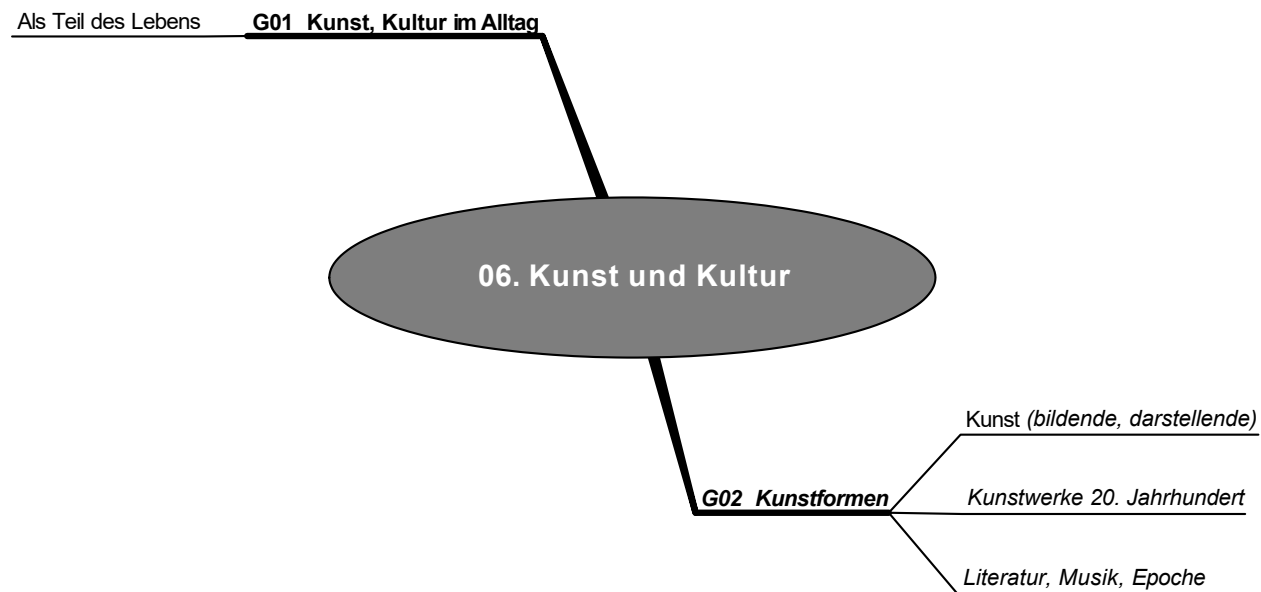 Als Teil des Lebens
G01 Kunst, Kultur im Alltag
06. Kunst und Kultur
Kunst (bildende, darstellende)
G02 Kunstformen
Kunstwerke 20. Jahrhundert
Literatur, Musik, Epoche